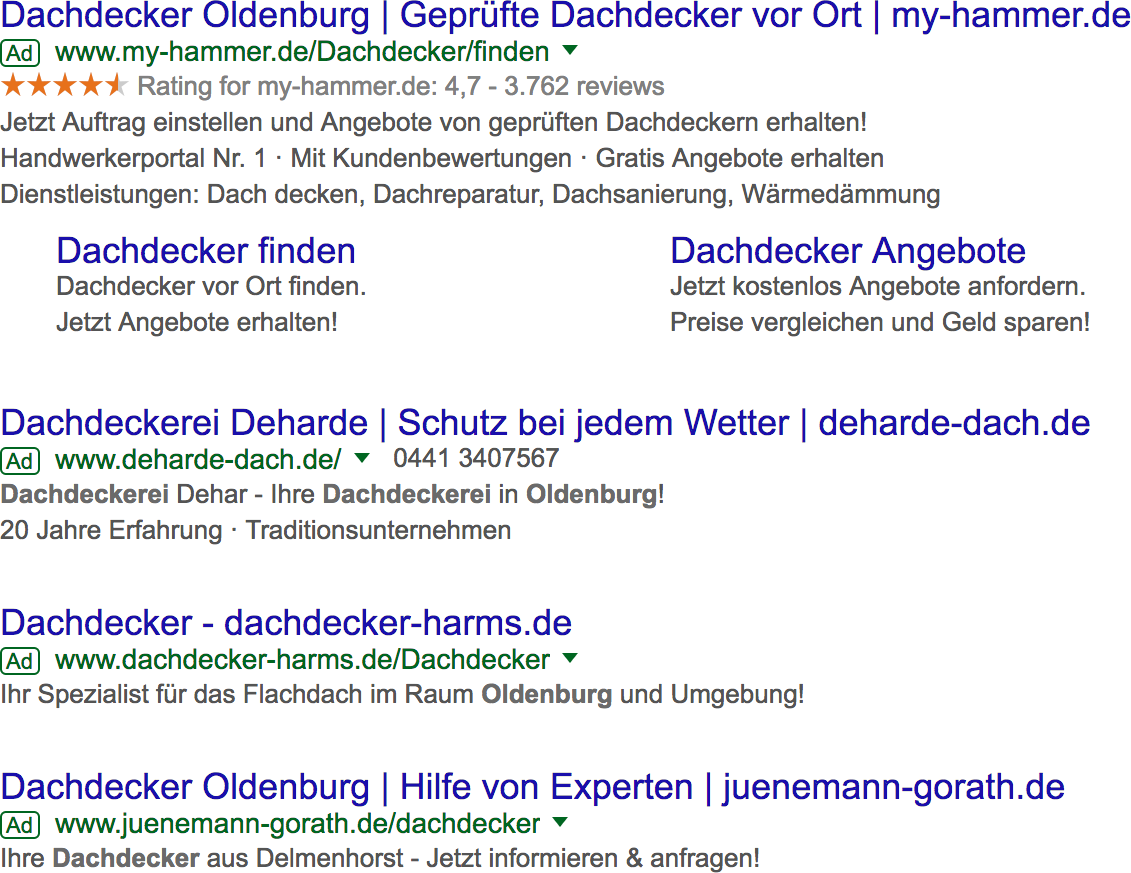 Dachdecker Oldenburg | Geprüfte Dachdecker vor Ort | my-hammer.de
Ad www.my-hammer.de/Dachdecker/finden
Rating for my-hammer.de: 4,7 - 3.762 reviews
Jetzt Auftrag einstellen und Angebote von geprüften Dachdeckern erhalten!
Handwerkerportal Nr. 1 · Mit Kundenbewertungen · Gratis Angebote erhalten
Dienstleistungen: Dach decken, Dachreparatur, Dachsanierung, Wärmedämmung
Dachdecker finden
Dachdecker vor Ort finden.
Jetzt Angebote erhalten!
Dachdecker Angebote
Jetzt kostenlos Angebote anfordern.
Preise vergleichen und Geld sparen!
Dachdeckerei Deharde | Schutz bei jedem Wetter | deharde-dach.de
Ad www.deharde-dach.de/ 0441 3407567
Dachdeckerei Dehar - Ihre Dachdeckerei in Oldenburg!
20 Jahre Erfahrung · Traditionsunternehmen
Dachdecker - dachdecker-harms.de
Ad www.dachdecker-harms.de/Dachdecker
Ihr Spezialist für das Flachdach im Raum Oldenburg und Umgebung!
Dachdecker Oldenburg | Hilfe von Experten | juenemann-gorath.de
Ad www.juenemann-gorath.de/dachdecker
Ihre Dachdecker aus Delmenhorst - Jetzt informieren & anfragen!